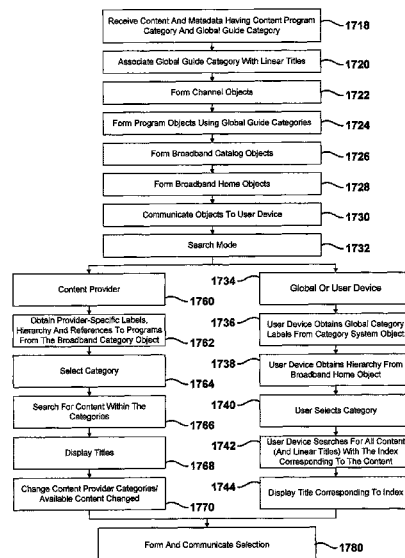 Receive Content And Metadata Having Content Program
Category And Global Guide Category
1718
Associate Global Guide Category With Linear Titles
1720
Form Channel Objects
1722
Form Program Objects Using Global Guide Categories
1724
Form Broadband Catalog Objects
1726
Form Broadband Home Objects
1728
Communicate Objects To User Device
1730
Search Mode
1732
Content Provider
1760
Obtain Provider-Specific Labels,
Hierarchy And References To Programs
From The Broadband Category Object
1762
Select Category
1764
Search For Content Within The
Categories
1766
Display Titles
1768
Change Content Provider Categories/
Available Content Changed
1770
1734
Global Or User Device
1736
User Device Obtains Global Category
Labels From Category System Object
1738
User Device Obtains Hierarchy From
Broadband Home Object
1740
User Selects Category
1742
User Device Searches For All Content
(And Linear Titles) With The Index
Corresponding To The Content
1744
Display Title Corresponding To Index
Form And Communicate Selection
1780